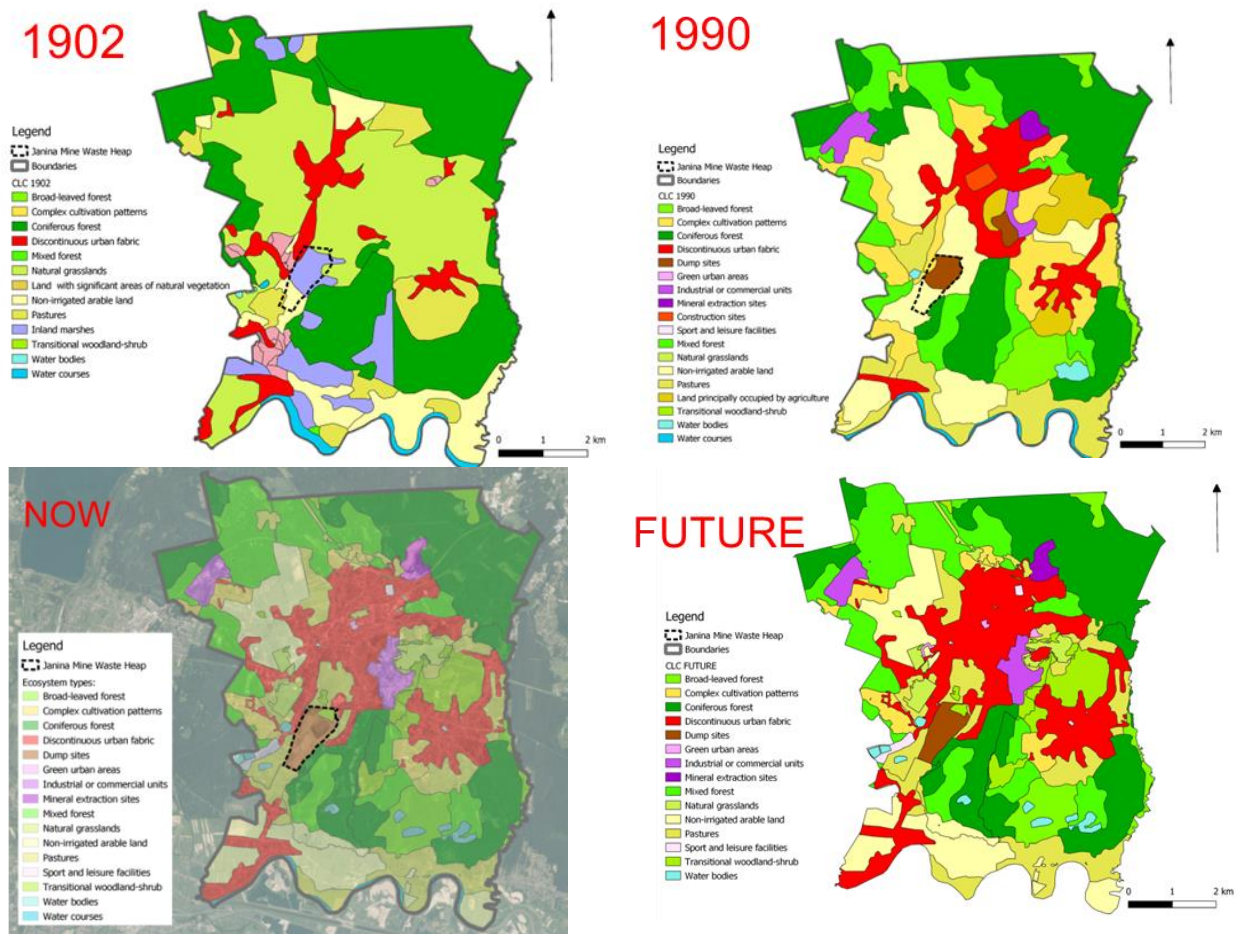 1902
Legend
Janina Mine Waste Heap
Boundaries
CLC 1902
Broad-leaved forest
Complex cultivation patterns
Coniferous forest
Discontinuous urban fabric
Mixed forest
Natural grasslands
Land with significant areas of natural vegetation
Non-irrigated arable land
Pastures
Inland marshes
Transitional woodland-shrub
Water bodies
Water courses
0 1 2 km
1990
Legend
Janina Mine Waste Heap
Boundaries
CLC 1990
Broad-leaved forest
Complex cultivation patterns
Coniferous forest
Discontinuous urban fabric
Dump sites
Green urban areas
Industrial or commercial units
Mineral extraction sites
Construction sites
Sport and leisure facilities
Mixed forest
Natural grasslands
Non-irrigated arable land
Pastures
Land principally occupied by agriculture
Transitional woodland-shrub
Water bodies
Water courses
0 1 2 km
NOW
Legend
Janina Mine Waste Heap
Ecosystem types:
Broad-leaved forest
Complex cultivation patterns
Coniferous forest
Discontinuous urban fabric
Dump sites
Green urban areas
Industrial or commercial units
Mineral extraction sites
Mixed forest
Natural grasslands
Non-irrigated arable land
Pastures
Sport and leisure facilities
Transitional woodland-shrub
Water bodies
Water courses
FUTURE
Legend
Janina Mine Waste Heap
Boundaries
CLC FUTURE
Broad-leaved forest
Complex cultivation patterns
Coniferous forest
Discontinuous urban fabric
Dump sites
Green urban areas
Industrial or commercial units
Mineral extraction sites
Mixed forest
Natural grasslands
Non-irrigated arable land
Pastures
Sport and leisure facilities
Transitional woodland-shrub
Water bodies
0 1 2 km